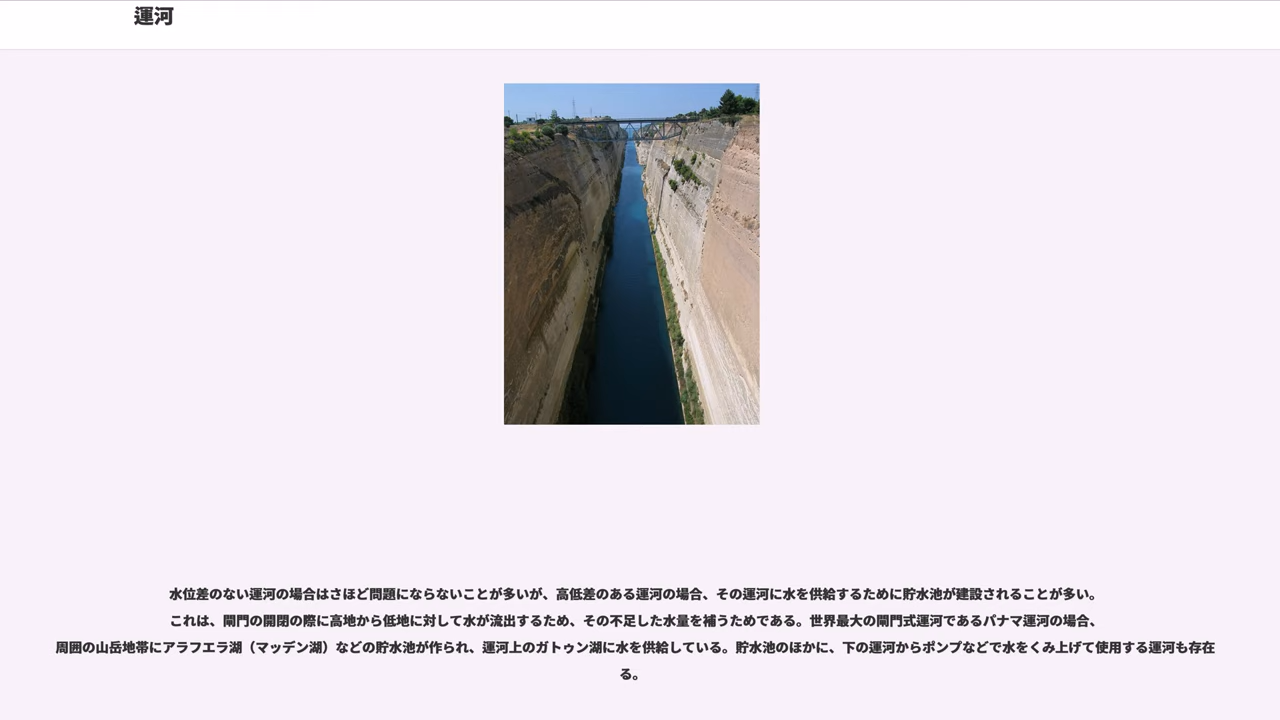 運河
水位差のない運河の場合はさほど問題にならないことが多いが、高低差のある運河の場合、その運河に水を供給するために貯水池が建設されることが多い。
これは、閘門の開閉の際に高地から低地に対して水が流出するため、その不足した水量を補うためである。世界最大の閘門式運河であるパナマ運河の場合、
周囲の山岳地帯にアラフエラ湖（マッデン湖）などの貯水池が作られ、運河上のガトゥン湖に水を供給している。貯水池のほかに、下の運河からポンプなどで水をくみ上げて使用する運河も存在
る。